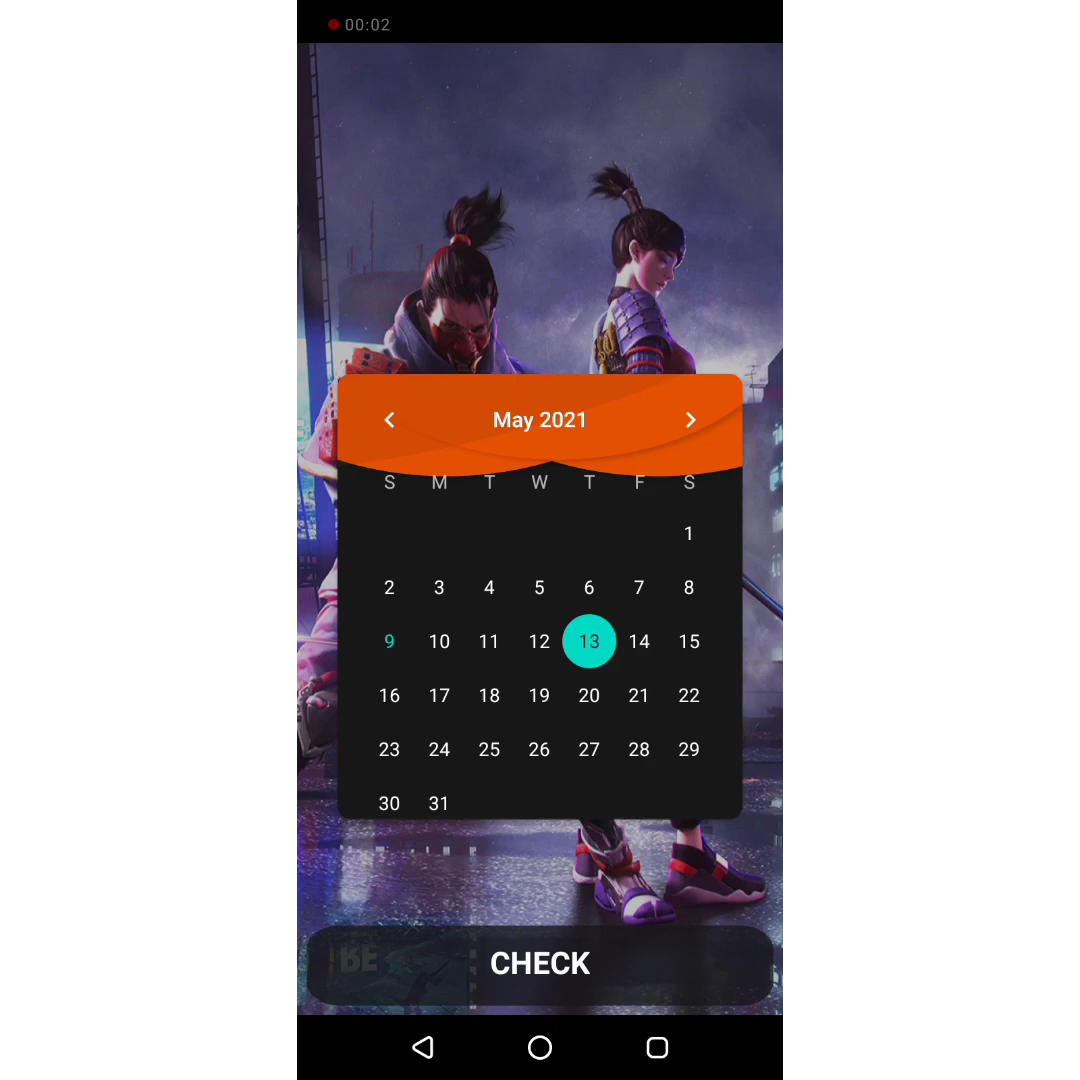 00:02
May 2021
S M T W T F S
1
2 3 4 5 6 7 8
9 10 11 12 13 14 15
16 17 18 19 20 21 22
23 24 25 26 27 28 29
30 31
CHECK